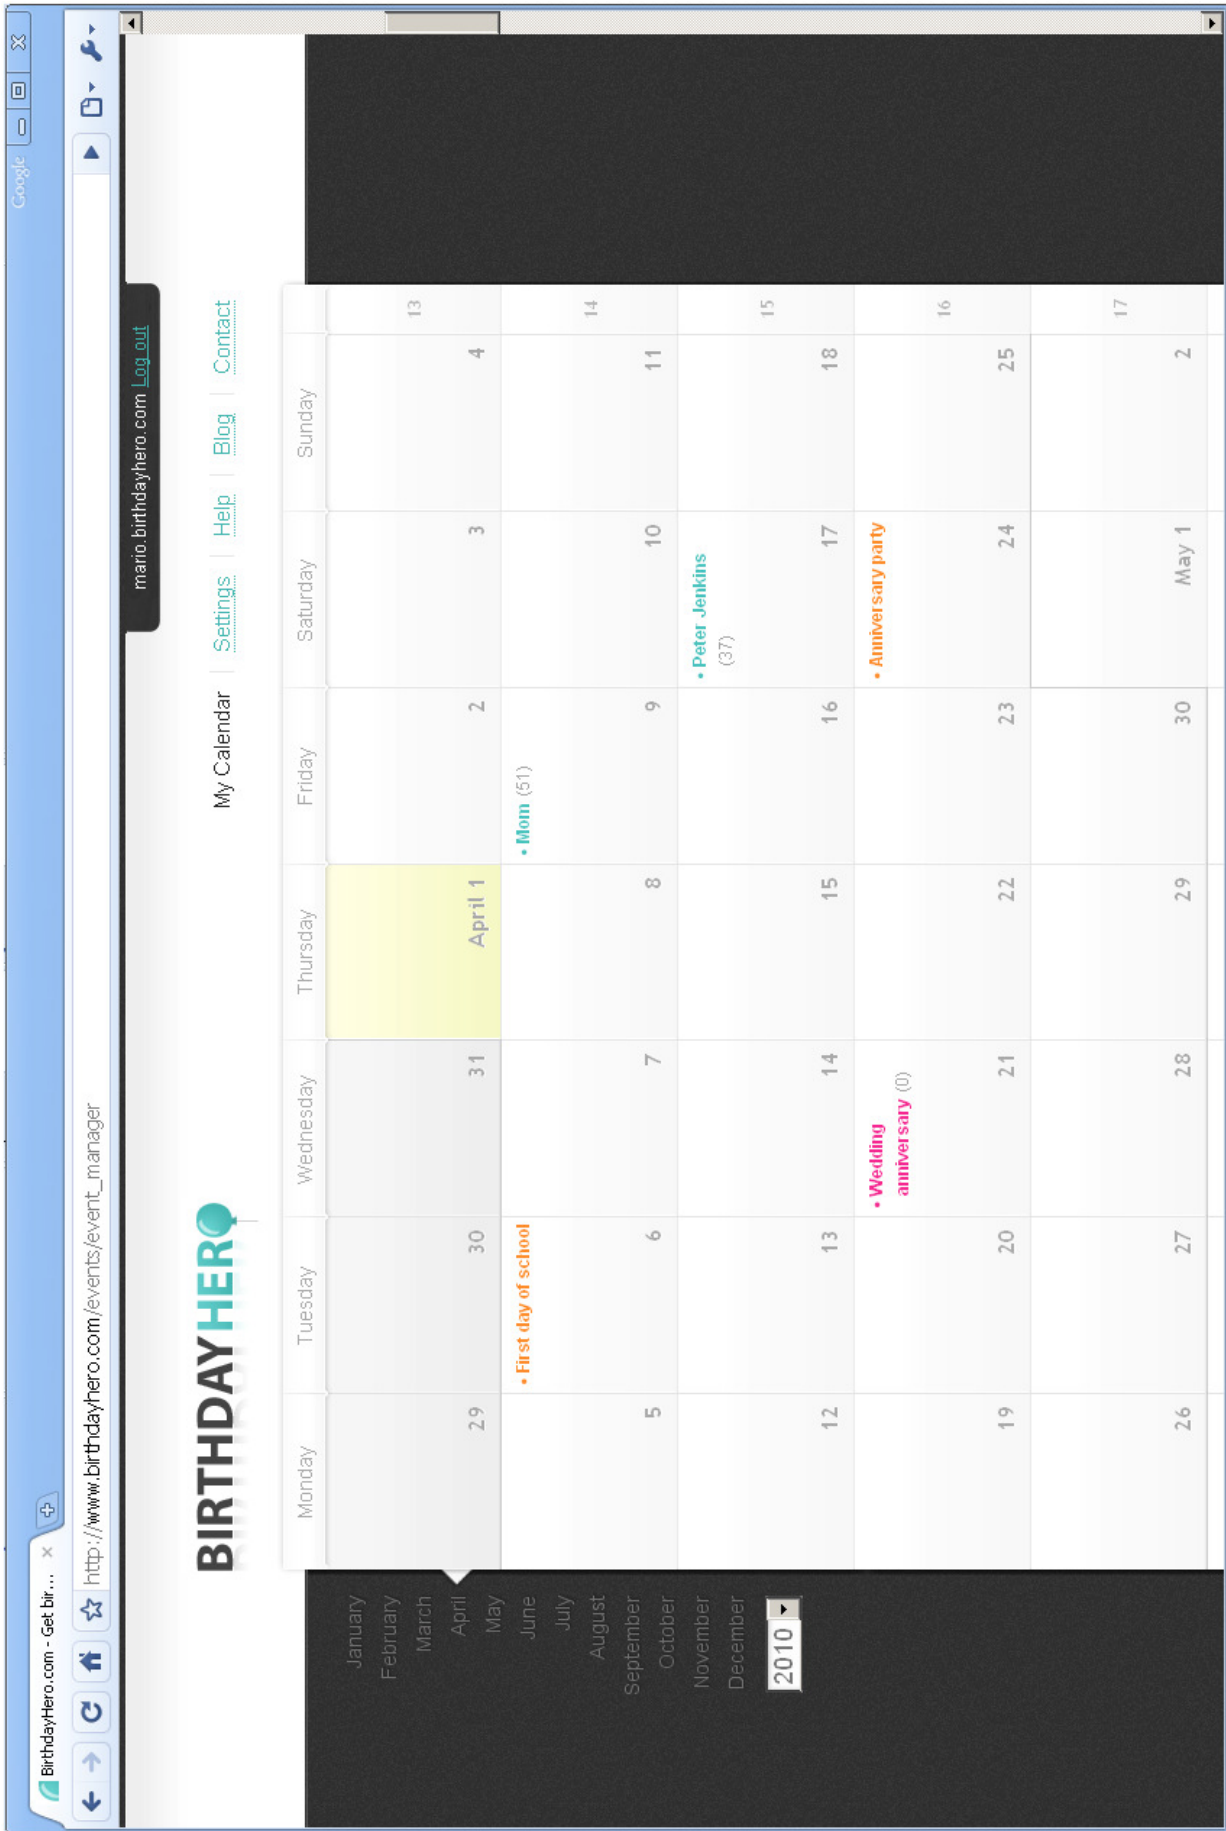 Google
BirthdayHero.com - Get bir...
http://www.birthdayhero.com/events/event_manager
mario.birthdayhero.com Log out
BIRTHDAYHERO
My Calendar Settings Help Blog Contact
Monday Tuesday Wednesday Thursday Friday Saturday Sunday
January
February
March
April
May
June
July
August
September
October
November
December
2010
13
29 30 31 April 1 2 3 4
• First day of school
• Mom (51)
14
5 6 7 8 9 10 11
• Peter Jenkins
(37)
15
12 13 14 15 16 17 18
• Wedding
anniversary (0)
• Anniversary party
16
19 20 21 22 23 24 25
17
26 27 28 29 30 May 1 2